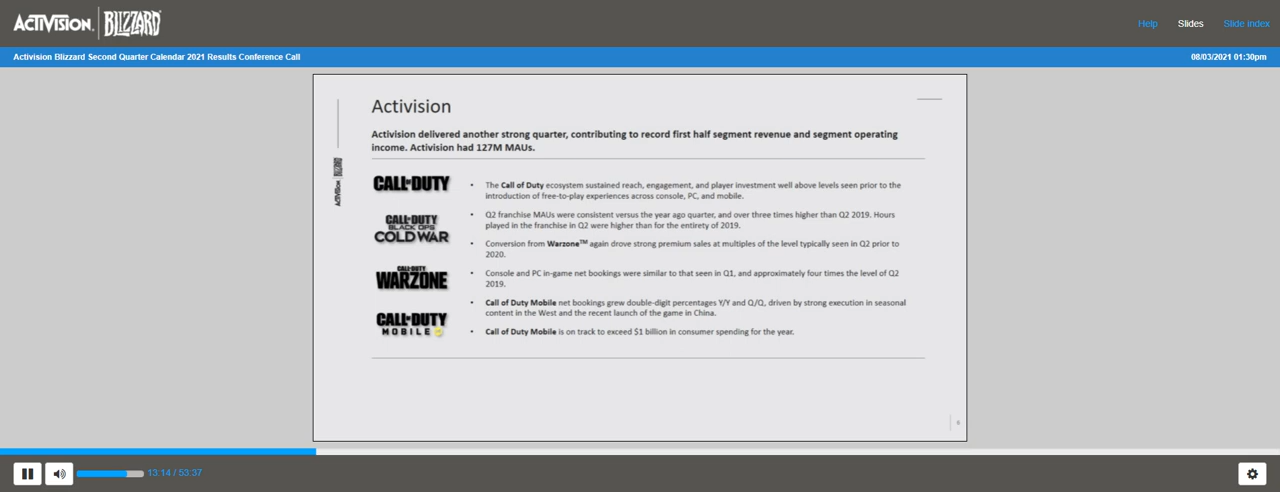 ACTIVISION | BLIZZARD
Help Slides Slide index
Activision Blizzard Second Quarter Calendar 2021 Results Conference Call 08/03/2021 01:30pm
ACTIVISION | BLIZZARD
Activision
Activision delivered another strong quarter, contributing to record first half segment revenue and segment operating
income. Activision had 127M MAUs.
CALL OF DUTY
CALL OF DUTY
BLACK OPS
COLD WAR
CALL OF DUTY
WARZONE
CALL OF DUTY
MOBILE
• The Call of Duty ecosystem sustained reach, engagement, and player investment well above levels seen prior to the
introduction of free-to-play experiences across console, PC, and mobile.
• Q2 franchise MAUs were consistent versus the year ago quarter, and over three times higher than Q2 2019. Hours
played in the franchise in Q2 were higher than for the entirety of 2019.
• Conversion from Warzone™ again drove strong premium sales at multiples of the level typically seen in Q2 prior to
2020.
• Console and PC in-game net bookings were similar to that seen in Q1, and approximately four times the level of Q2
2019.
• Call of Duty Mobile net bookings grew double-digit percentages Y/Y and Q/Q, driven by strong execution in seasonal
content in the West and the recent launch of the game in China.
• Call of Duty Mobile is on track to exceed $1 billion in consumer spending for the year.
6
13:14 / 53:37